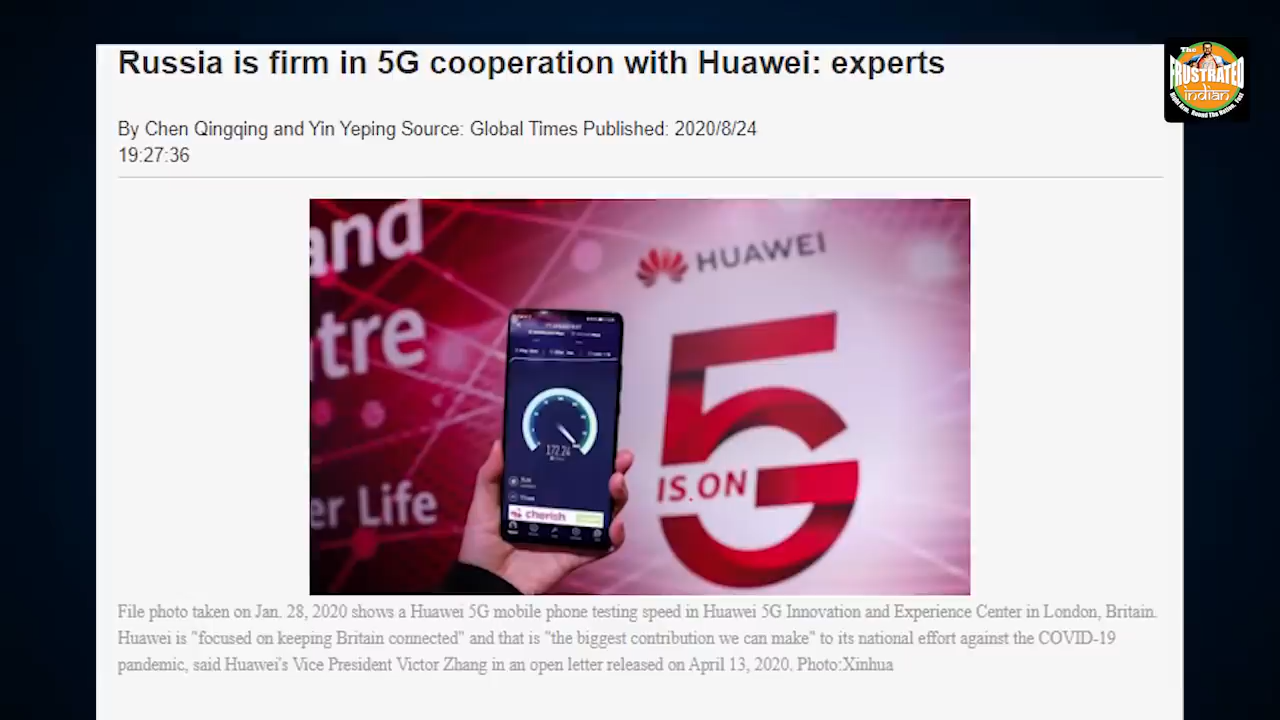 Russia is firm in 5G cooperation with Huawei: experts
The
FRUSTRATED
indian
By Chen Qingqing and Yin Yeping Source: Global Times Published: 2020/8/24
19:27:36
and
tre
er Life
HUAWEI
5G
IS ON
172.24
cherish
File photo taken on Jan. 28, 2020 shows a Huawei 5G mobile phone testing speed in Huawei 5G Innovation and Experience Center in London, Britain.
Huawei is "focused on keeping Britain connected" and that is "the biggest contribution we can make" to its national effort against the COVID-19
pandemic, said Huawei's Vice President Victor Zhang in an open letter released on April 13, 2020. Photo:Xinhua